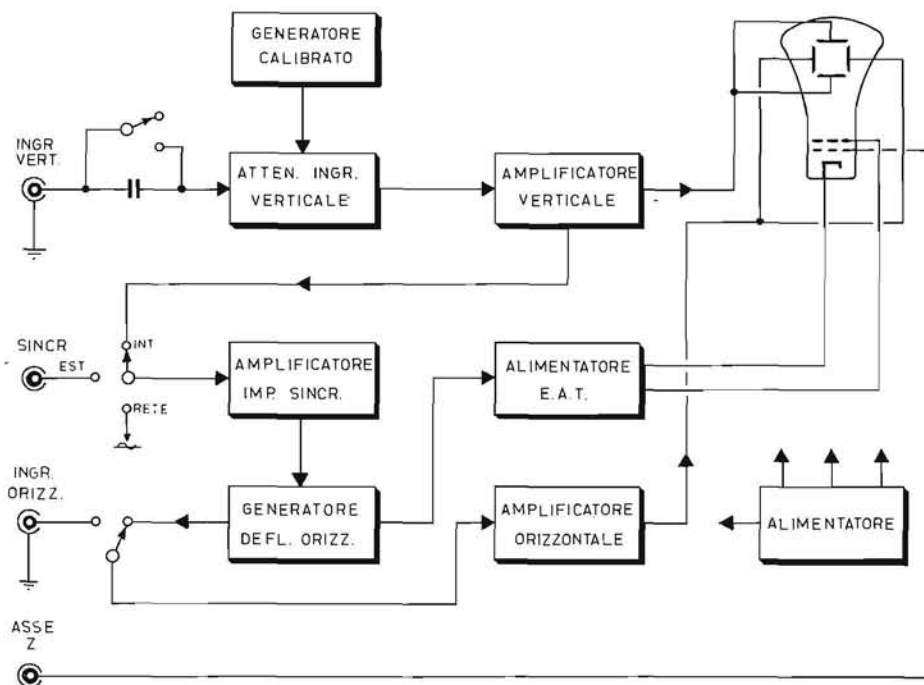 GENERATORE
CALIBRATO
INGR
VERT.
ATTEN. INGR.
VERTICALE
AMPLIFICATORE
VERTICALE
SINCR
EST
INT
RETE
AMPLIFICATORE
IMP. SINCR.
ALIMENTATORE
E.A.T.
INGR.
ORIZZ.
GENERATORE
DEFL. ORIZZ.
AMPLIFICATORE
ORIZZONTALE
ALIMENTATORE
ASSE
Z